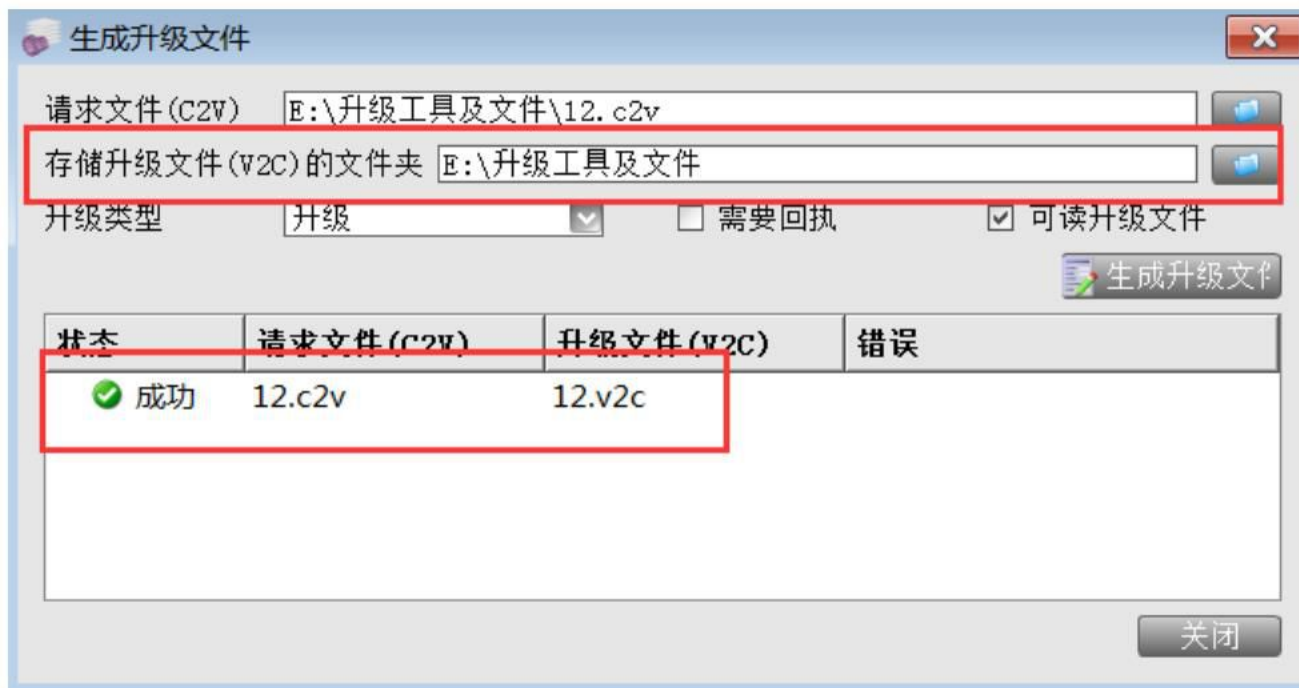 生成升级文件
请求文件(C2V) E:\升级工具及文件\12.c2v
存储升级文件(V2C)的文件夹 E:\升级工具及文件
升级类型 升级 需要回执 可读升级文件
生成升级文件
状态 请求文件(C2V) 升级文件(V2C) 错误
成功 12.c2v 12.v2c
关闭